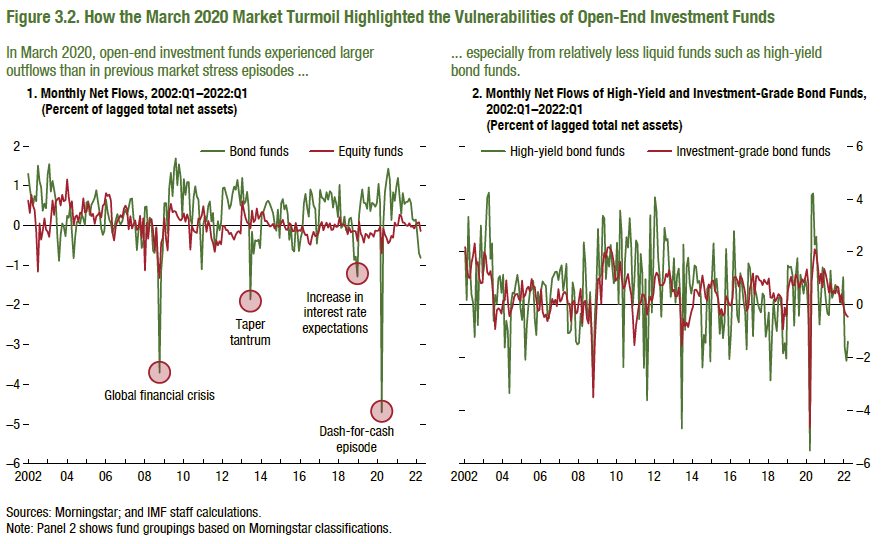 Figure 3.2. How the March 2020 Market Turmoil Highlighted the Vulnerabilities of Open-End Investment Funds
In March 2020, open-end investment funds experienced larger
outflows than in previous market stress episodes ...
1. Monthly Net Flows, 2002:Q1–2022:Q1
(Percent of lagged total net assets)
Bond funds
Equity funds
2
1
0
–1
–2
–3
–4
–5
–6
Global financial crisis
Taper
tantrum
Increase in
interest rate
expectations
Dash-for-cash
episode
2002 04 06 08 10 12 14 16 18 20 22
... especially from relatively less liquid funds such as high-yield
bond funds.
2. Monthly Net Flows of High-Yield and Investment-Grade Bond Funds,
2002:Q1–2022:Q1
(Percent of lagged total net assets)
High-yield bond funds
Investment-grade bond funds
6
4
2
0
–2
–4
–6
2002 04 06 08 10 12 14 16 18 20 22
Sources: Morningstar; and IMF staff calculations.
Note: Panel 2 shows fund groupings based on Morningstar classifications.